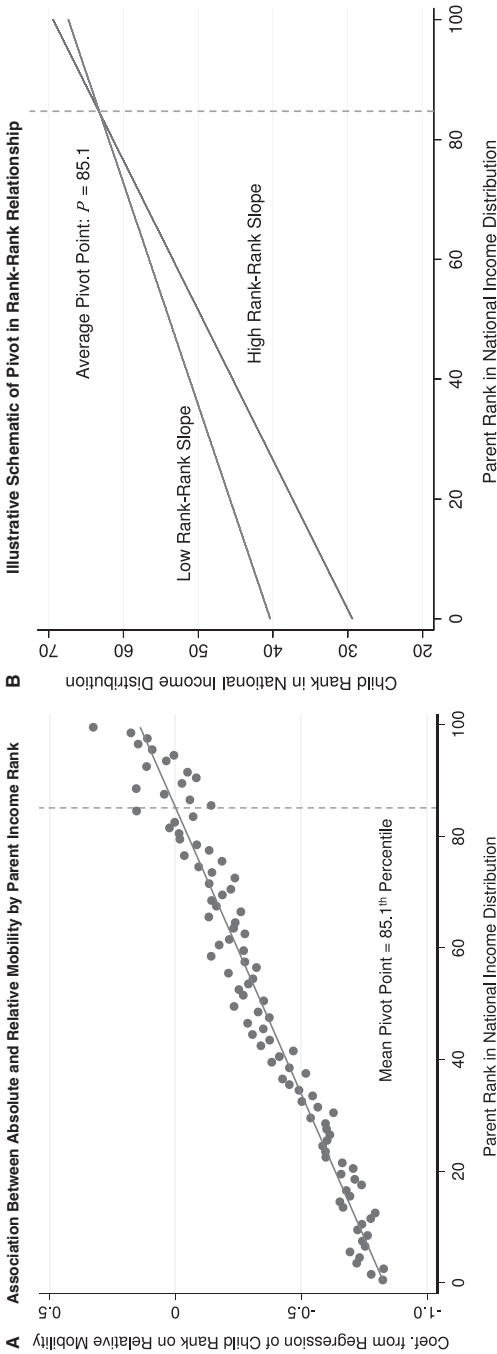 A
Association Between Absolute and Relative Mobility by Parent Income Rank
Coef. from Regression of Child Rank on Relative Mobility
0.5
0
-0.5
-1.0
Mean Pivot Point = 85.1th Percentile
0 20 40 60 80 100
Parent Rank in National Income Distribution
B
Illustrative Schematic of Pivot in Rank-Rank Relationship
Child Rank in National Income Distribution
70
60
50
40
30
20
Average Pivot Point: P = 85.1
Low Rank-Rank Slope
High Rank-Rank Slope
0 20 40 60 80 100
Parent Rank in National Income Distribution